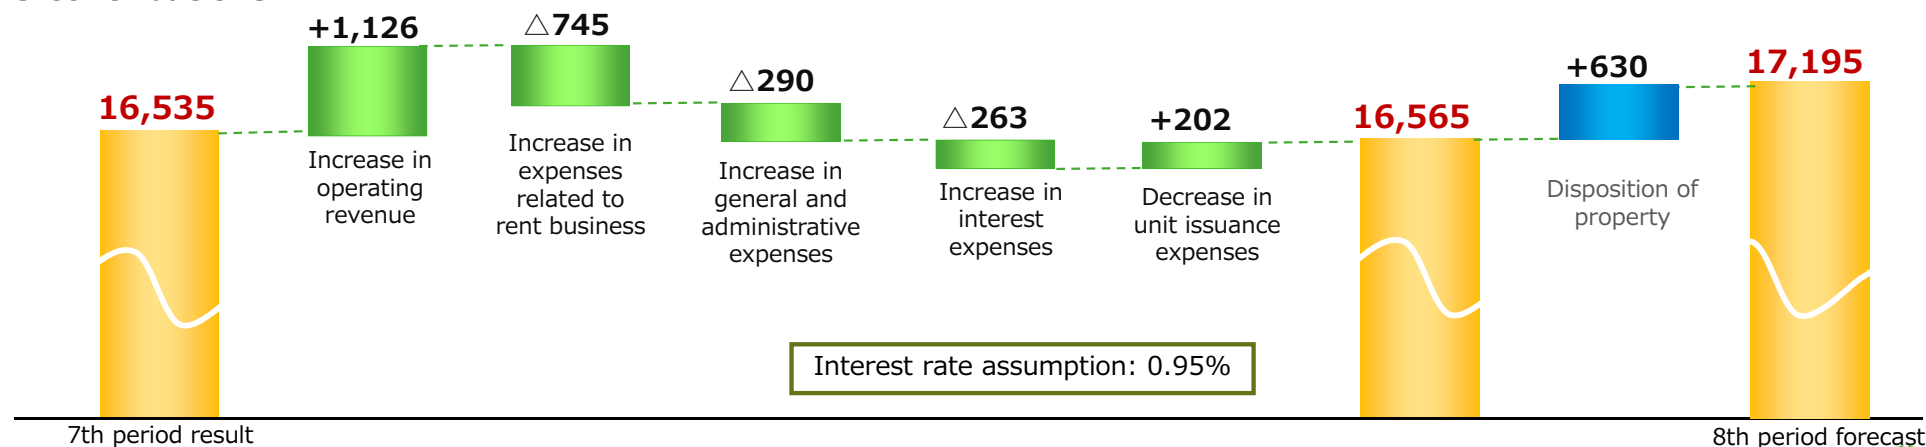 +1,126
△745
△290
△263
+202
+630
16,535
16,565
17,195
Increase in
operating
revenue
Increase in
expenses
related to
rent business
Increase in
general and
administrative
expenses
Increase in
interest
expenses
Decrease in
unit issuance
expenses
Disposition of
property
Interest rate assumption: 0.95%
7th period result
8th period forecast